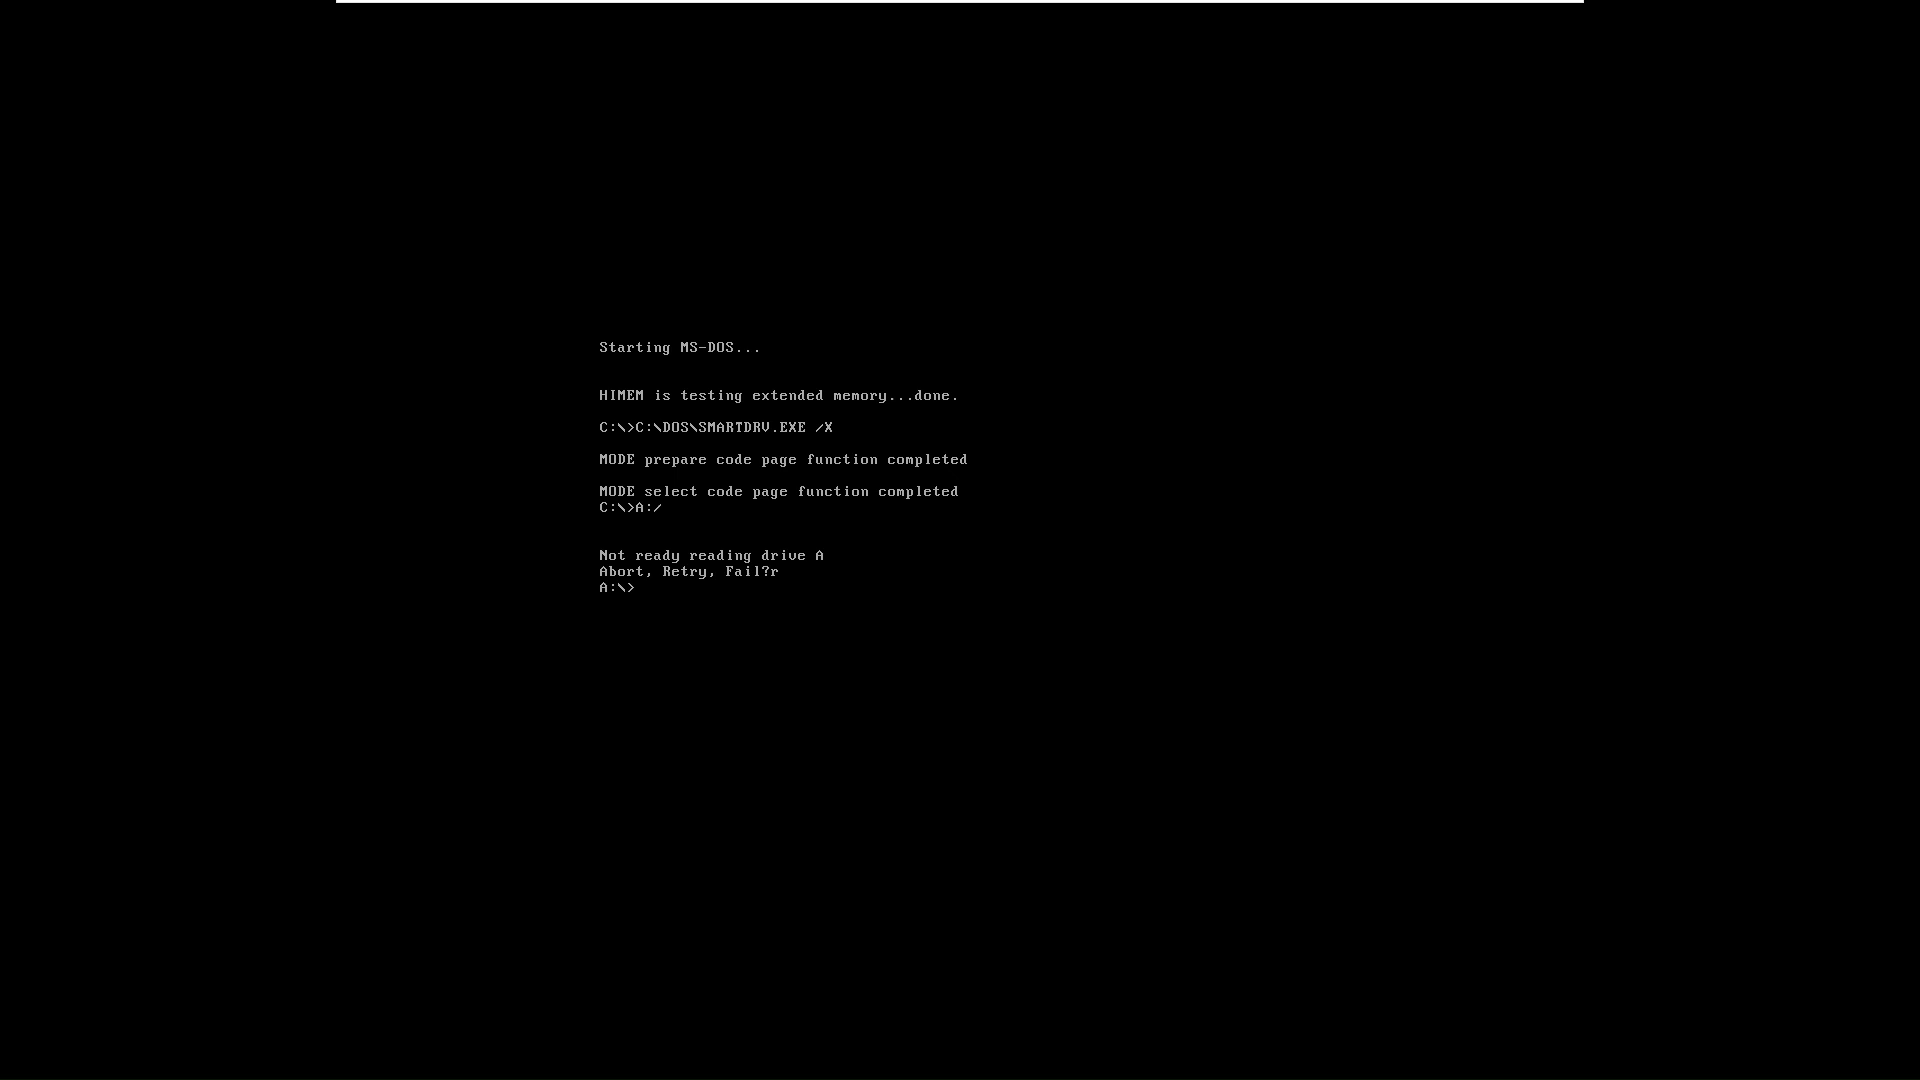 Starting MS-DOS...
HIMEM is testing extended memory...done.
C:\>C:\DOS\SMARTDRV.EXE /X
MODE prepare code page function completed
MODE select code page function completed
C:\>A:/
Not ready reading drive A
Abort, Retry, Fail?r
A:\>